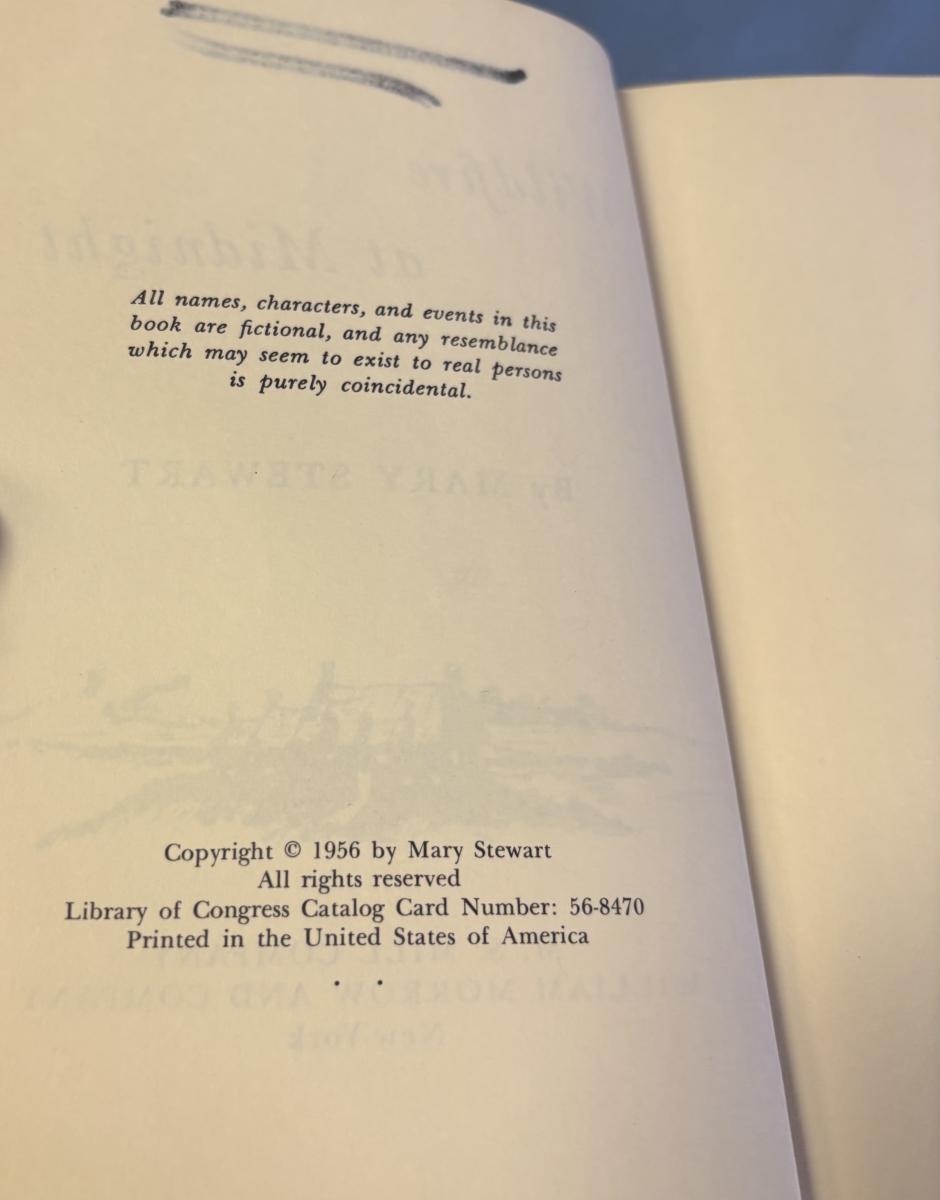 All names, characters, and events in this
book are fictional, and any resemblance
which may seem to exist to real persons
is purely coincidental.
Copyright © 1956 by Mary Stewart
All rights reserved
Library of Congress Catalog Card Number: 56-8470
Printed in the United States of America
. .